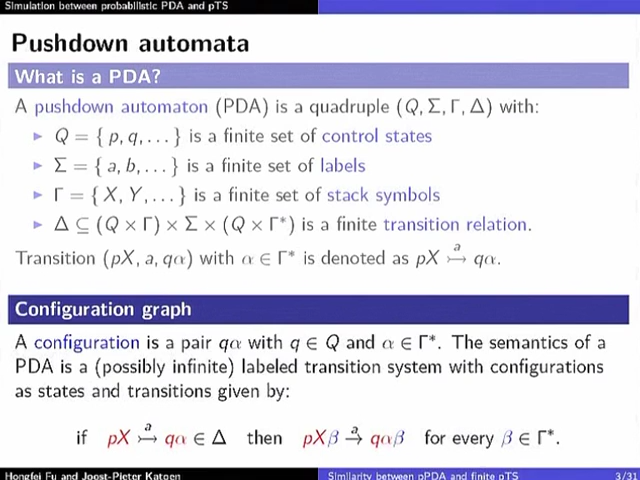 Simulation between probabilistic PDA and pTS
Pushdown automata
What is a PDA?
A pushdown automaton (PDA) is a quadruple (Q, Σ, Γ, Δ) with:
► Q = { p, q, . . . } is a finite set of control states
► Σ = { a, b, . . . } is a finite set of labels
► Γ = { X, Y, . . . } is a finite set of stack symbols
► Δ ⊆ (Q × Γ) × Σ × (Q × Γ*) is a finite transition relation.
Transition (pX, a, qα) with α ∈ Γ* is denoted as pX ↣ᵃ qα.
Configuration graph
A configuration is a pair qα with q ∈ Q and α ∈ Γ*. The semantics of a
PDA is a (possibly infinite) labeled transition system with configurations
as states and transitions given by:
if pX ↣ᵃ qα ∈ Δ then pXβ →ᵃ qαβ for every β ∈ Γ*.
Hongfei Fu and Joost-Pieter Katoen
Similarity between pPDA and finite pTS
3/31